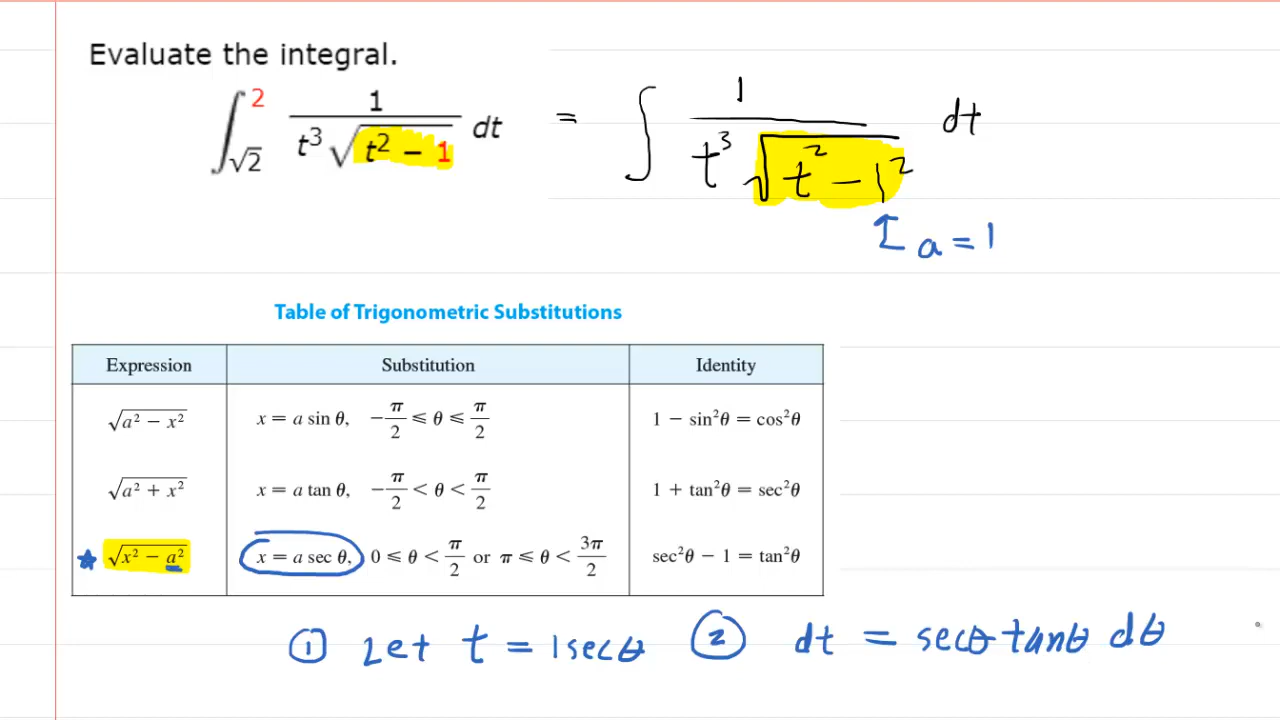 Evaluate the integral.
∫_{√2}^{2} 1/(t³√(t² − 1)) dt = ∫ 1/(t³√(t² − 1²)) dt
↑ a = 1
Table of Trigonometric Substitutions
Expression Substitution Identity
√(a² − x²) x = a sin θ, −π/2 ⩽ θ ⩽ π/2 1 − sin²θ = cos²θ
√(a² + x²) x = a tan θ, −π/2 < θ < π/2 1 + tan²θ = sec²θ
★ √(x² − a²) x = a sec θ, 0 ⩽ θ < π/2 or π ⩽ θ < 3π/2 sec²θ − 1 = tan²θ
① Let t = 1secθ ② dt = secθ tanθ dθ